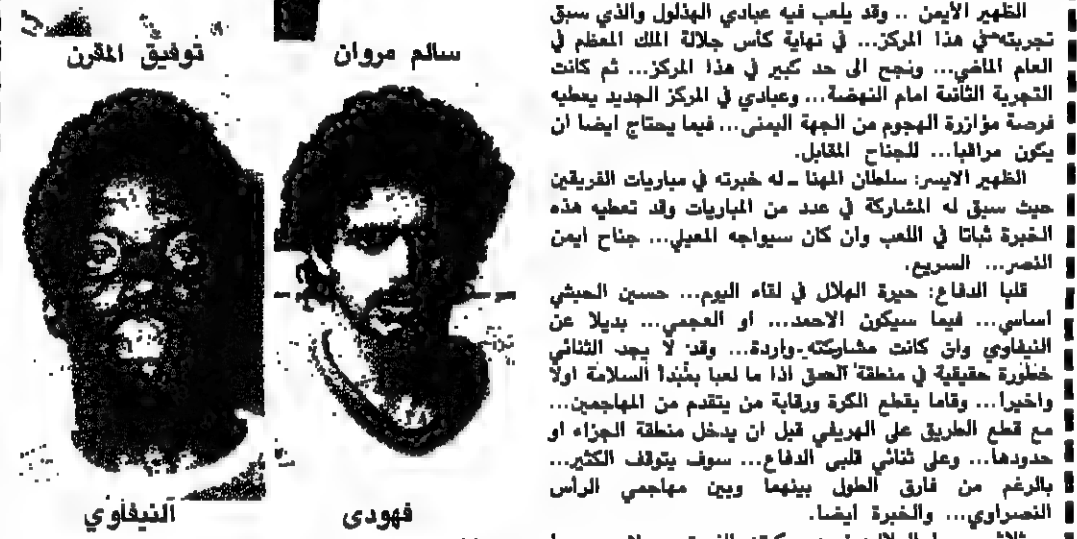 الظهير الأيمن .. وقد يلعب فيه عبادي الهذلول والذي سبق
تجربته في هذا المركز... في نهاية كأس جلالة الملك المعظم في
العام الماضي... ونجح الى حد كبير في هذا المركز... ثم كانت
التجربة الثانية امام النهضة... وعبادي في المركز الجديد يعطيه
فرصة مؤازرة الهجوم من الجهة اليمنى... فيما يحتاج ايضا ان
يكون مراقبا... للجناح المقابل.
الظهير الايسر: سلطان المهنا ـ له خبرته في مباريات الفريقين
حيث سبق له المشاركة في عدد من المباريات وقد تعطيه هذه
الخبرة ثباتا في اللعب وان كان سيواجه المعيلي... جناح ايمن
النصر... السريع.
قلبا الدفاع: حيرة الهلال في لقاء اليوم... حسين الحبشي
اساسي... فيما سيكون الاحمد... او العجمي... بديلا عن
النيفاوي وان كانت مشاركته واردة... وقد لا يجد الثنائي
خطورة حقيقية في منطقة العمق اذا ما لعبا بمبدأ السلامة اولا
واخيرا... وقاما بقطع الكرة ورقابة من يتقدم من المهاجمين...
مع قطع الطريق على الهريفي قبل ان يدخل منطقة الجزاء او
حدودها... وعلى ثنائي قلبي الدفاع... سوف يتوقف الكثير...
بالرغم من فارق الطول بينهما وبين مهاجمي الرأس
النصراوي... والخبرة ايضا.
سالم مروان
توفيق المقرن
فهودى
النيفاوي